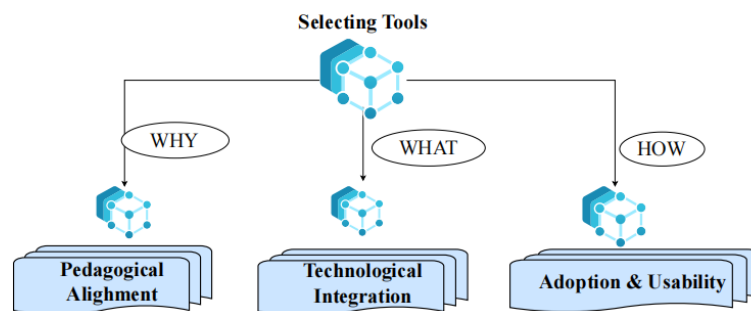 Selecting Tools
WHY
WHAT
HOW
Pedagogical
Alighment
Technological
Integration
Adoption & Usability